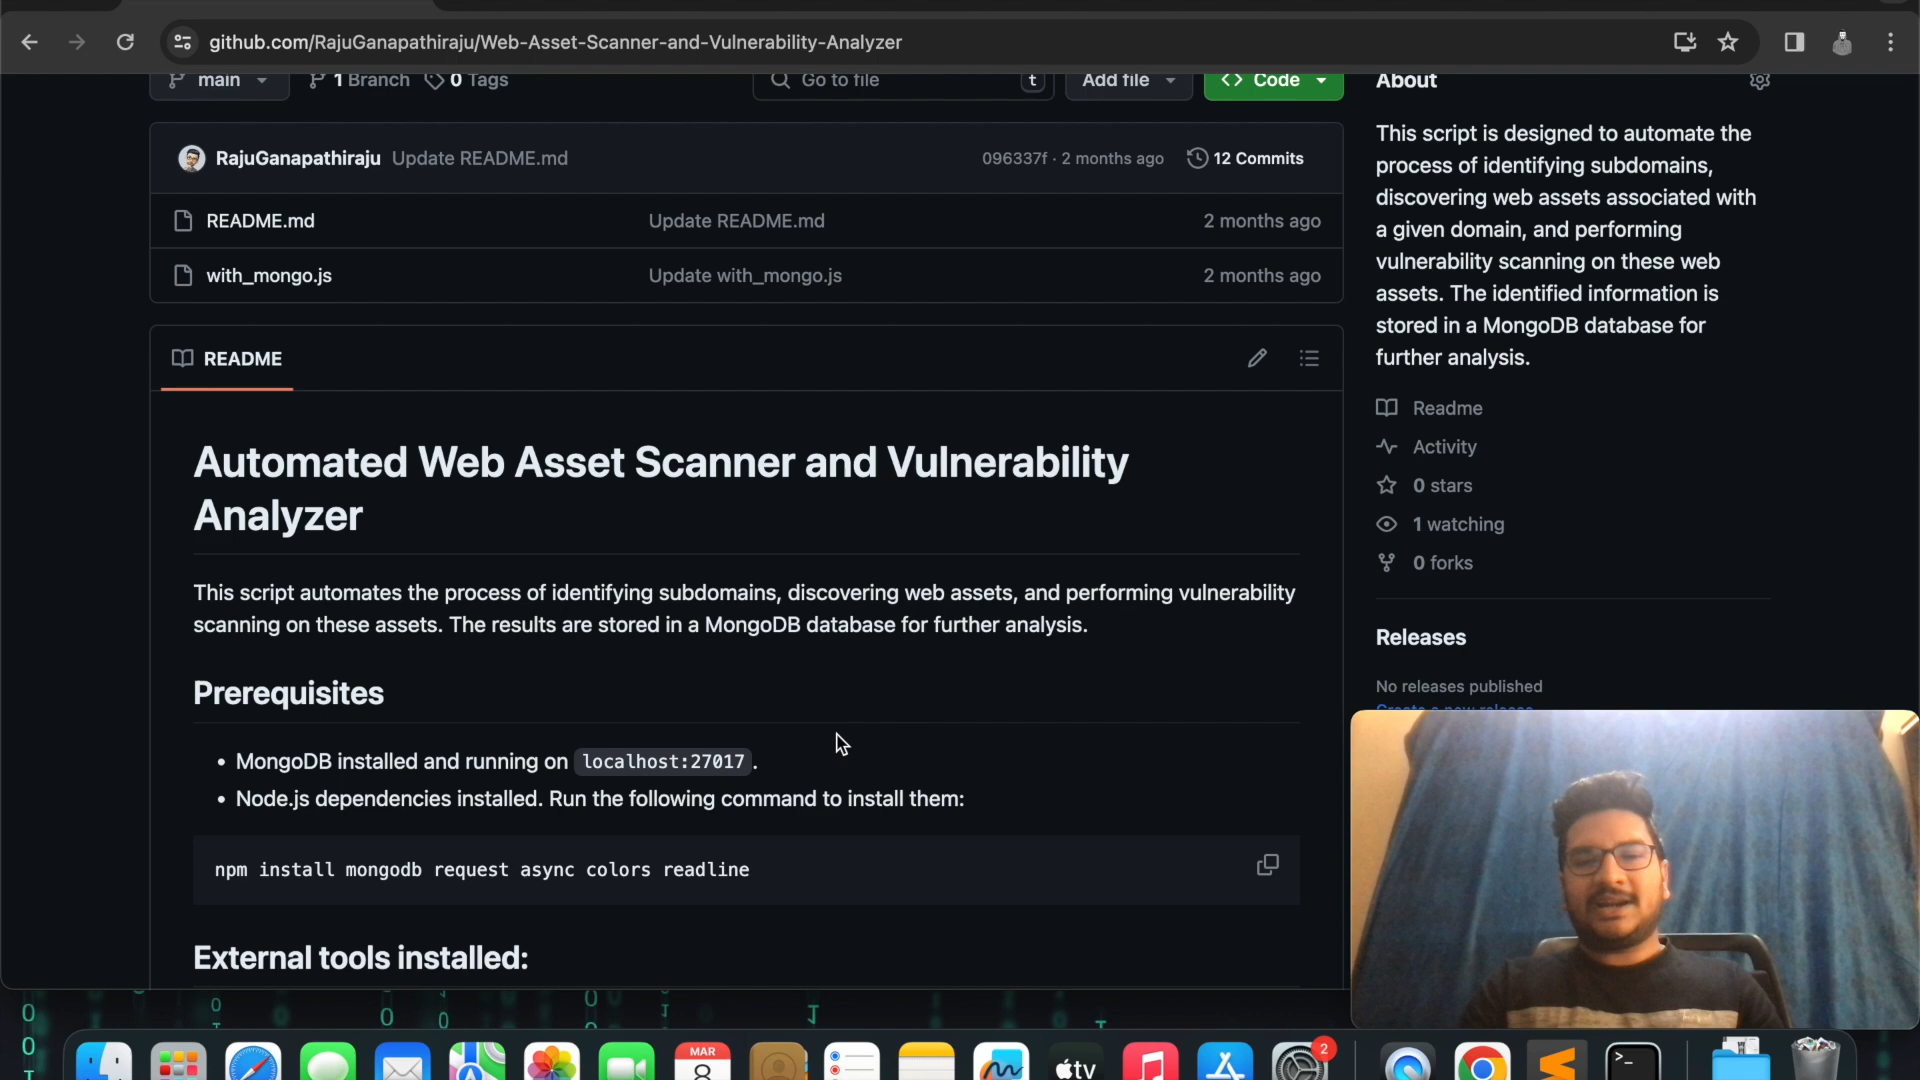 github.com/RajuGanapathiraju/Web-Asset-Scanner-and-Vulnerability-Analyzer
main
1 Branch
0 Tags
Go to file
t
Add file
<> Code
RajuGanapathiraju Update README.md
096337f · 2 months ago
12 Commits
README.md
Update README.md
2 months ago
with_mongo.js
Update with_mongo.js
2 months ago
README
Automated Web Asset Scanner and Vulnerability
Analyzer
This script automates the process of identifying subdomains, discovering web assets, and performing vulnerability
scanning on these assets. The results are stored in a MongoDB database for further analysis.
Prerequisites
• MongoDB installed and running on localhost:27017.
• Node.js dependencies installed. Run the following command to install them:
npm install mongodb request async colors readline
External tools installed:
About
This script is designed to automate the
process of identifying subdomains,
discovering web assets associated with
a given domain, and performing
vulnerability scanning on these web
assets. The identified information is
stored in a MongoDB database for
further analysis.
Readme
Activity
0 stars
1 watching
0 forks
Releases
No releases published
Create a new release
MAR
8
tv
2
>_